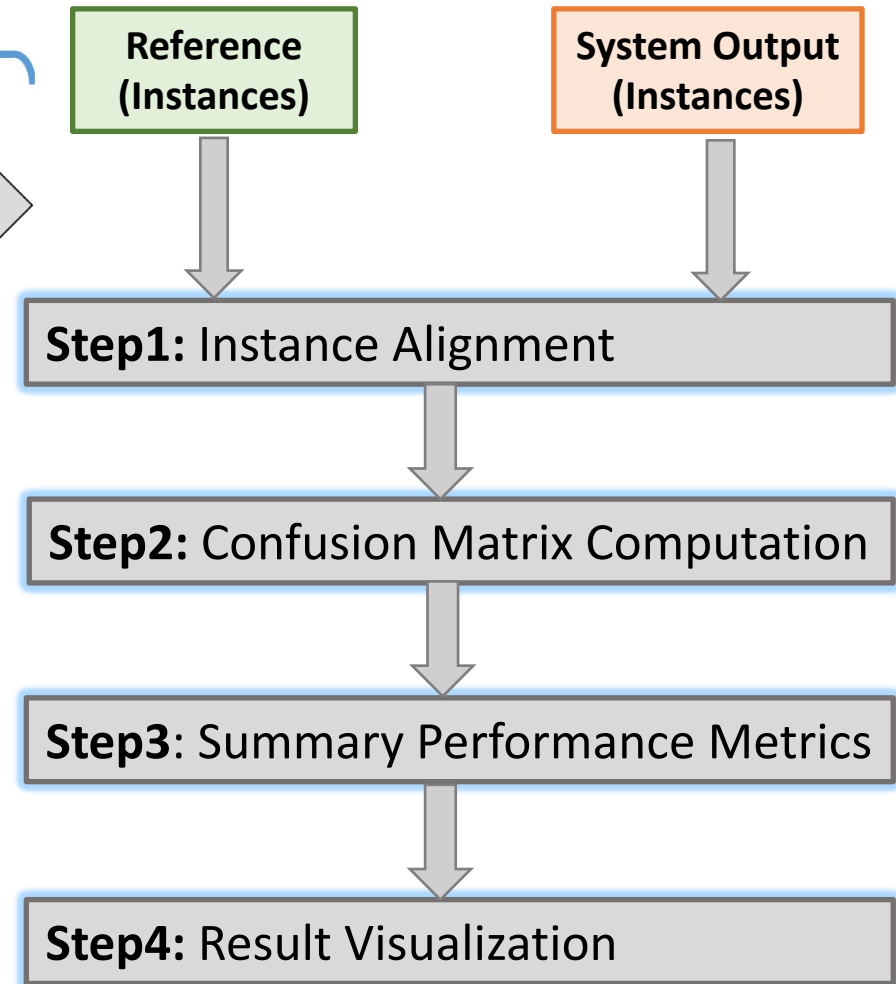 Reference
(Instances)
System Output
(Instances)
Step1: Instance Alignment
Step2: Confusion Matrix Computation
Step3: Summary Performance Metrics
Step4: Result Visualization